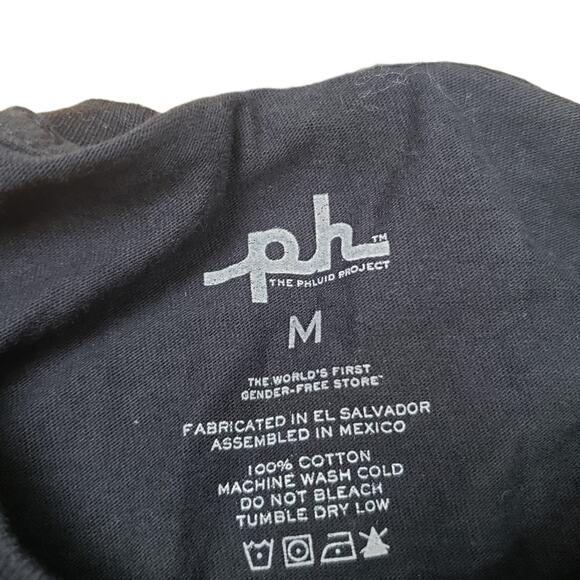 ph™
THE PHLUID PROJECT
M
THE WORLD'S FIRST
GENDER-FREE STORE™
FABRICATED IN EL SALVADOR
ASSEMBLED IN MEXICO
100% COTTON
MACHINE WASH COLD
DO NOT BLEACH
TUMBLE DRY LOW